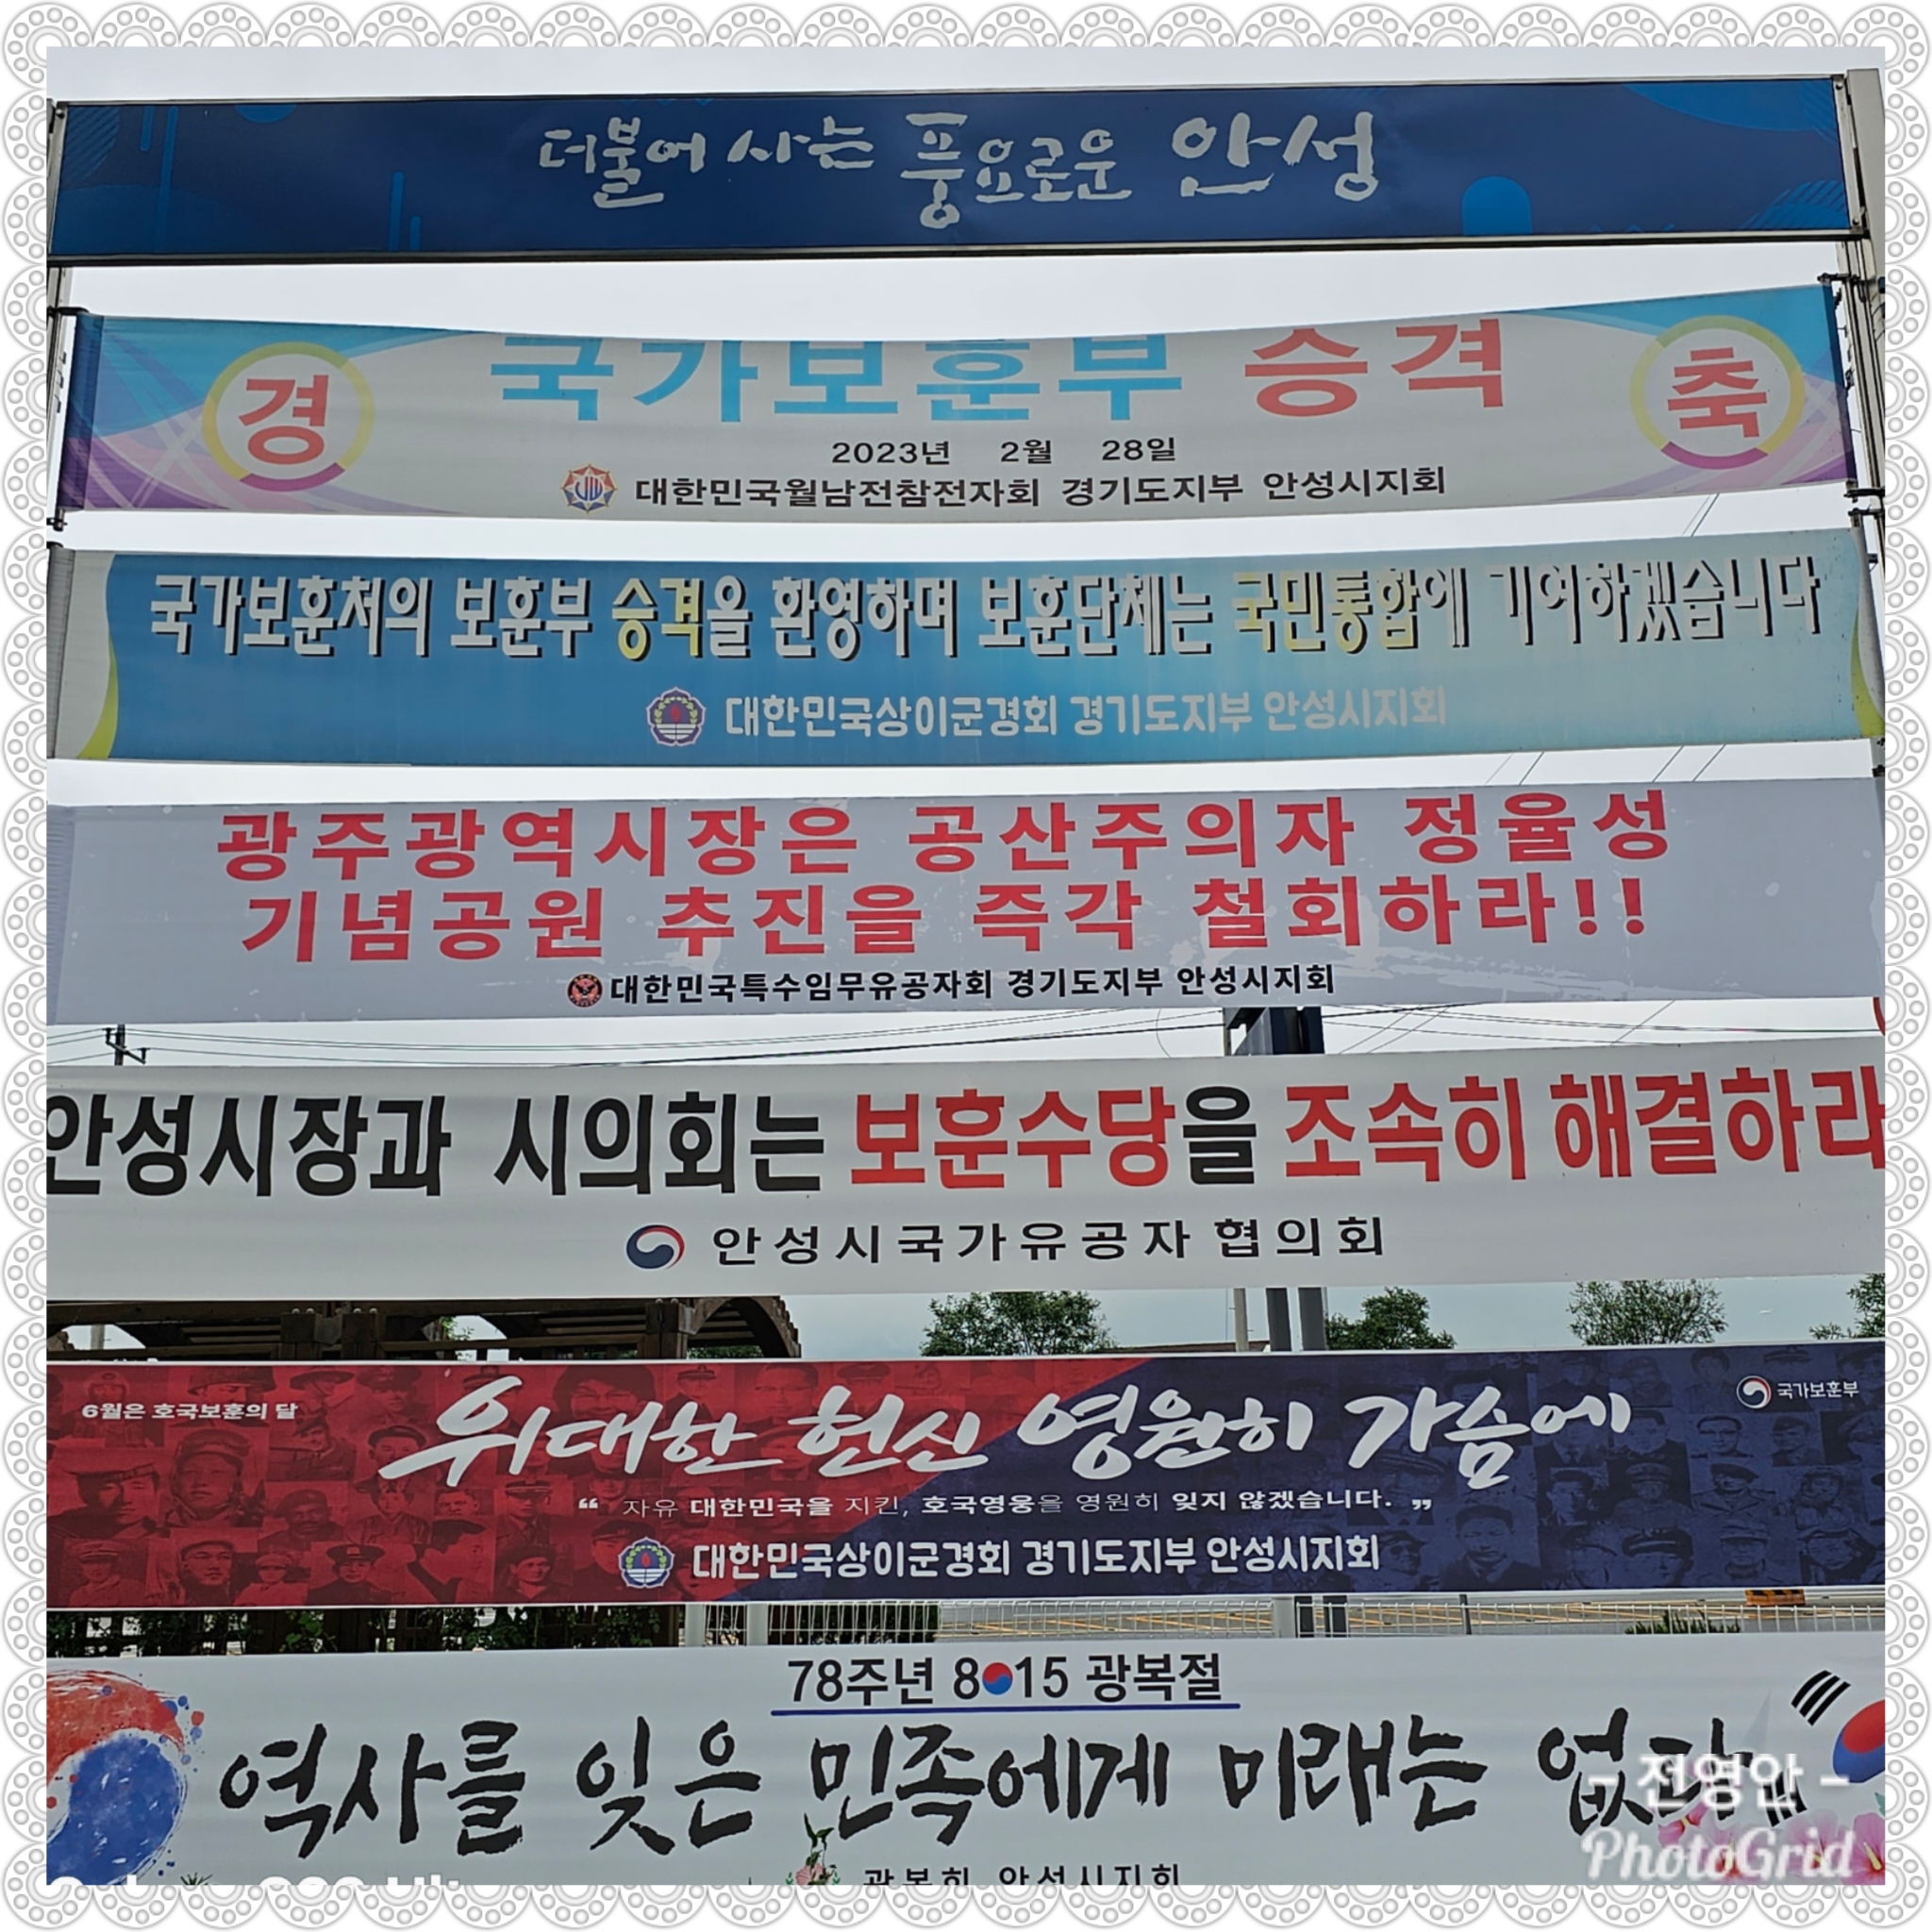 더불어 사는 풍요로운 안성
경 국가보훈부 승격 축
2023년 2월 28일
대한민국월남전참전자회 경기도지부 안성시지회
국가보훈처의 보훈부 승격을 환영하며 보훈단체는 국민통합에 기여하겠습니다
대한민국상이군경회 경기도지부 안성시지회
광주광역시장은 공산주의자 정율성
기념공원 추진을 즉각 철회하라!!
대한민국특수임무유공자회 경기도지부 안성시지회
안성시장과 시의회는 보훈수당을 조속히 해결하라
안성시국가유공자 협의회
6월은 호국보훈의 달
위대한 헌신 영원히 가슴에
국가보훈부
“ 자유 대한민국을 지킨, 호국영웅을 영원히 잊지 않겠습니다. ”
대한민국상이군경회 경기도지부 안성시지회
78주년 8 15 광복절
역사를 잊은 민족에게 미래는 없다
- 전영안 -
PhotoGrid
광복회 안성시지회